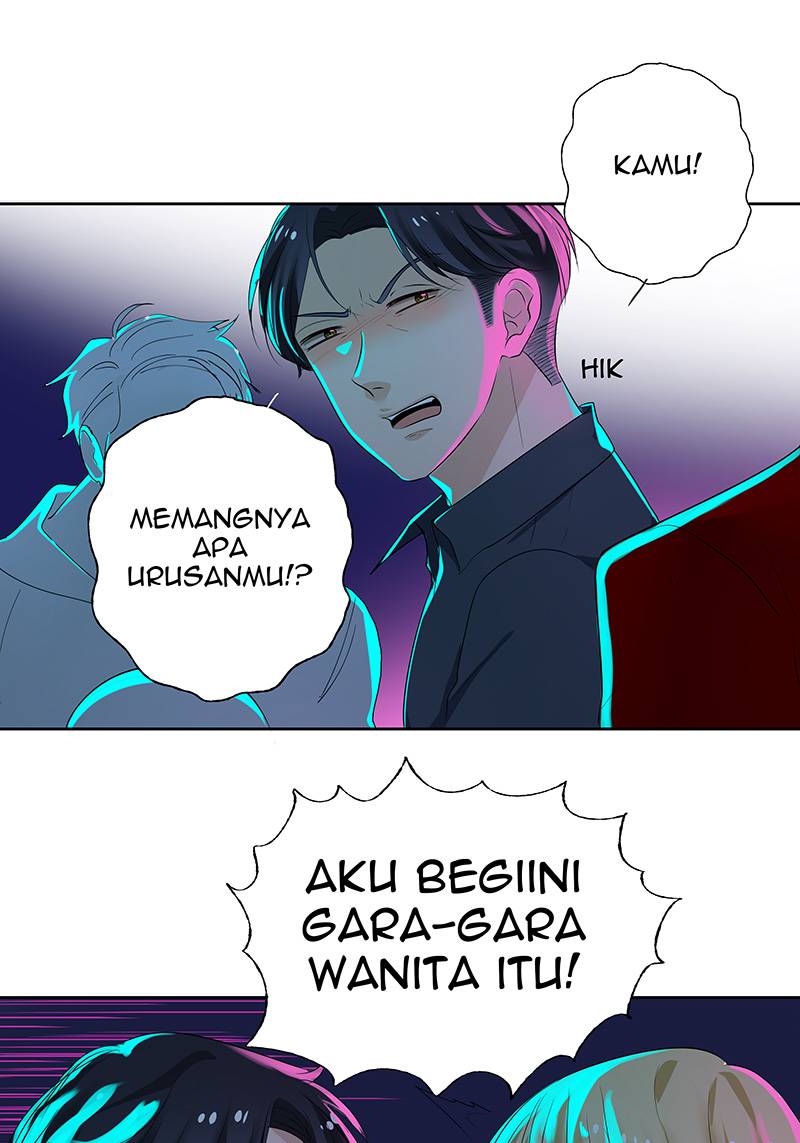 KAMU!
HIK
MEMANGNYA
APA
URUSANMU!?
AKU BEGIINI
GARA-GARA
WANITA ITU!